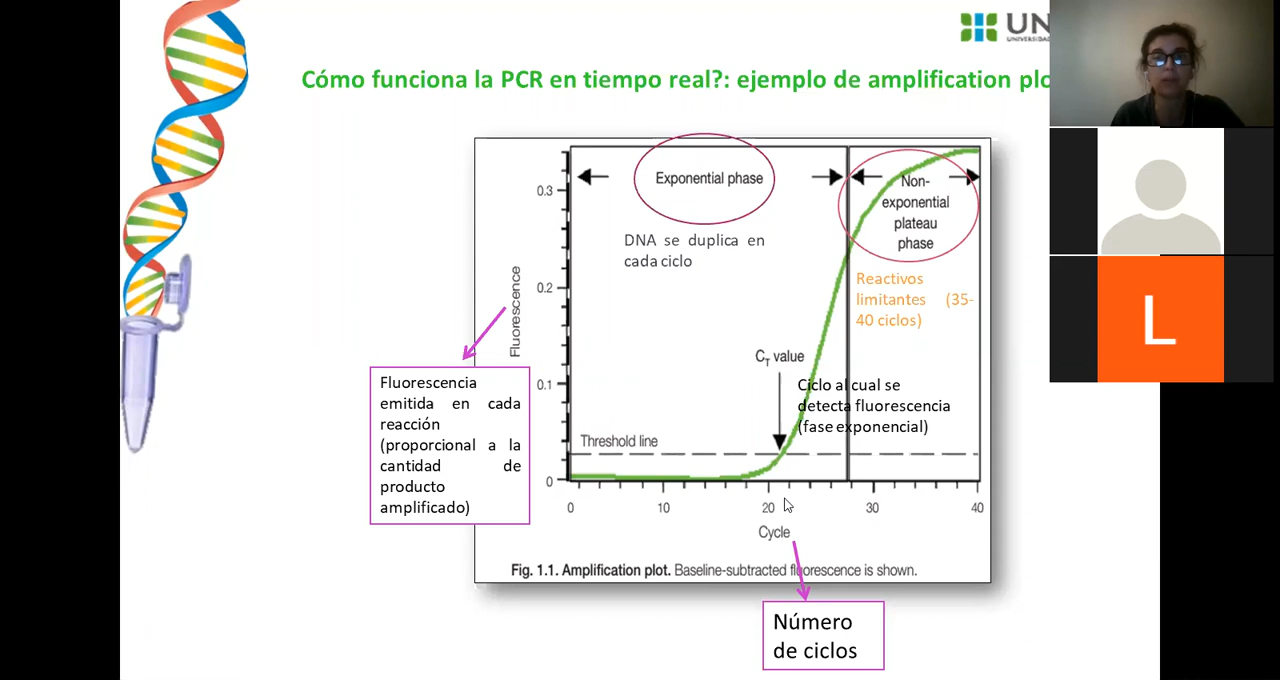 UN
UNIVERSIDAD
Cómo funciona la PCR en tiempo real?: ejemplo de amplification plo
Exponential phase
Non-
exponential
plateau
phase
DNA se duplica en
cada ciclo
Reactivos
limitantes (35-
40 ciclos)
Fluorescence
0.3
0.2
0.1
0
C_T value
Ciclo al cual se
detecta fluorescencia
(fase exponencial)
Threshold line
Fluorescencia
emitida en cada
reacción
(proporcional a la
cantidad de
producto
amplificado)
0 10 20 30 40
Cycle
Fig. 1.1. Amplification plot. Baseline-subtracted fluorescence is shown.
Número
de ciclos
L